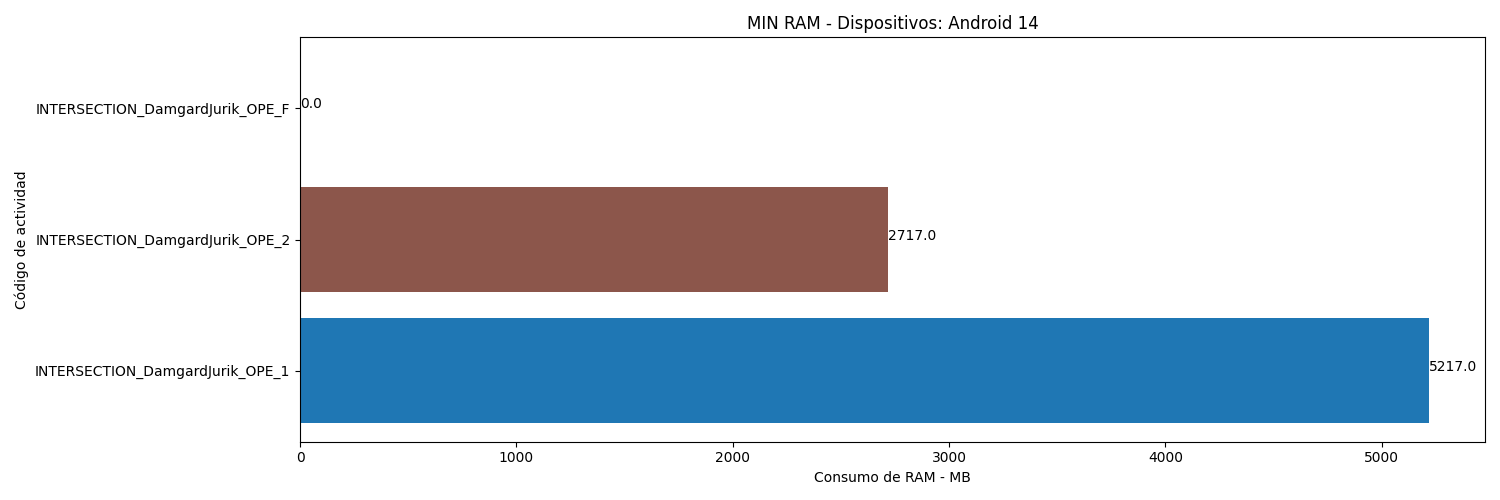 MIN RAM - Dispositivos: Android 14
Código de actividad
INTERSECTION_DamgardJurik_OPE_F
0.0
INTERSECTION_DamgardJurik_OPE_2
2717.0
INTERSECTION_DamgardJurik_OPE_1
5217.0
0 1000 2000 3000 4000 5000
Consumo de RAM - MB